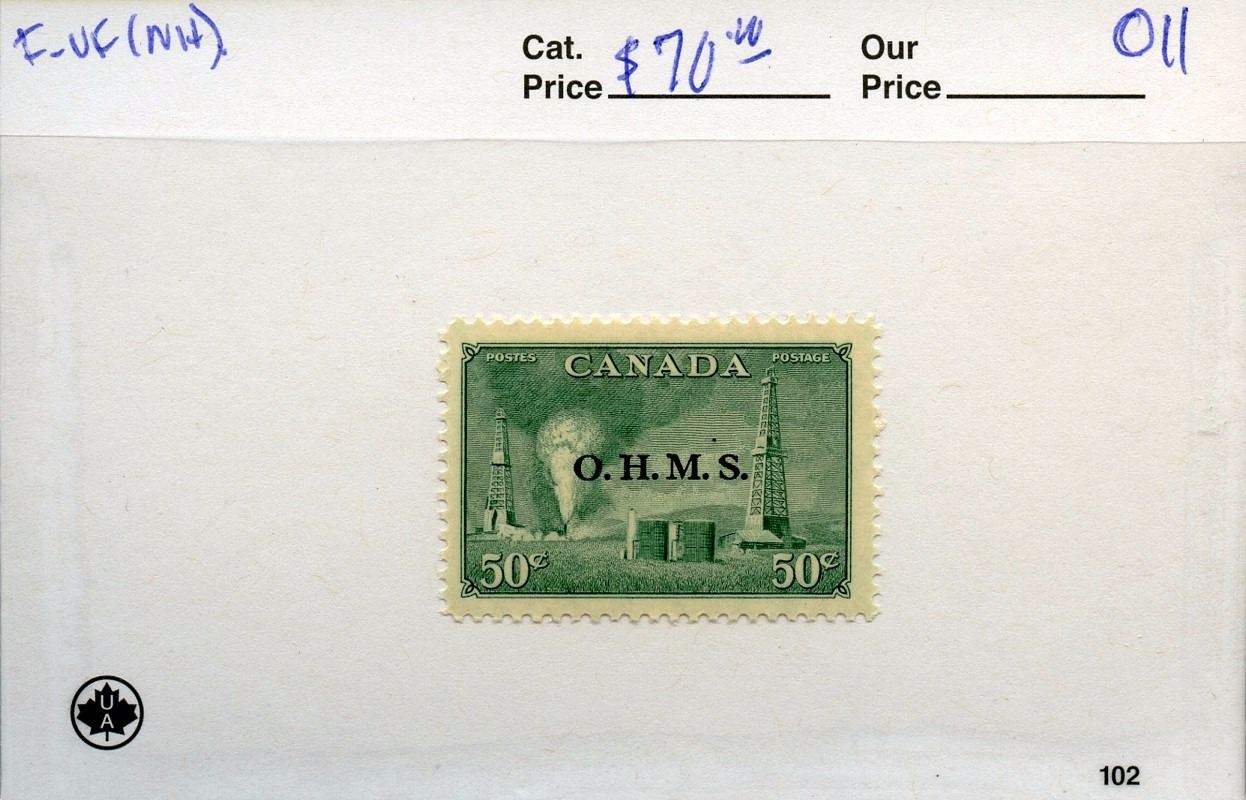 F-VF (NH)
Cat. Price $70.00
Our Price
O11
POSTES CANADA POSTAGE
O.H.M.S.
50¢ 50¢
UA
102